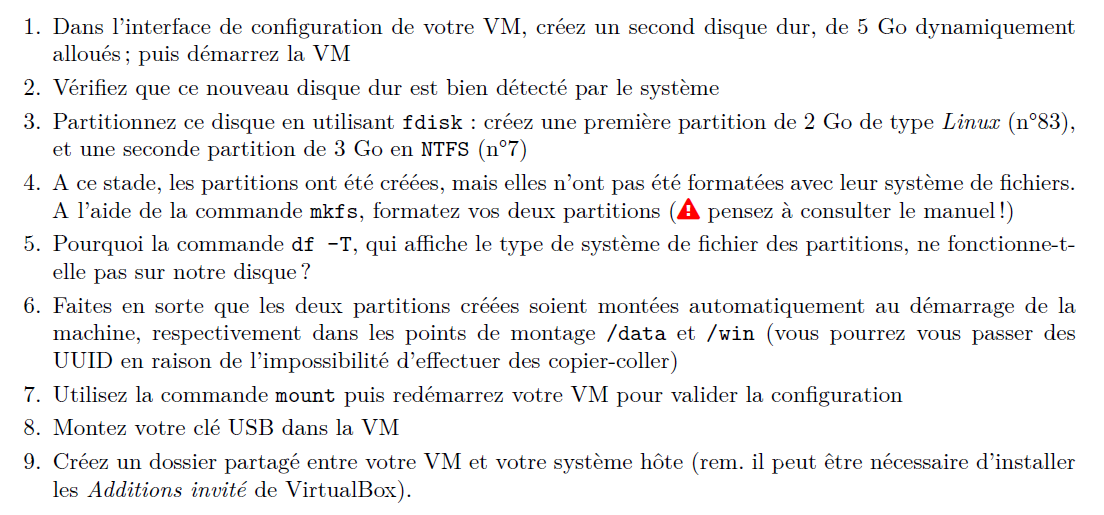 1. Dans l'interface de configuration de votre VM, créez un second disque dur, de 5 Go dynamiquement
alloués ; puis démarrez la VM
2. Vérifiez que ce nouveau disque dur est bien détecté par le système
3. Partitionnez ce disque en utilisant fdisk : créez une première partition de 2 Go de type Linux (n°83),
et une seconde partition de 3 Go en NTFS (n°7)
4. A ce stade, les partitions ont été créées, mais elles n'ont pas été formatées avec leur système de fichiers.
A l'aide de la commande mkfs, formatez vos deux partitions (⚠ pensez à consulter le manuel !)
5. Pourquoi la commande df -T, qui affiche le type de système de fichier des partitions, ne fonctionne-t-
elle pas sur notre disque ?
6. Faites en sorte que les deux partitions créées soient montées automatiquement au démarrage de la
machine, respectivement dans les points de montage /data et /win (vous pourrez vous passer des
UUID en raison de l'impossibilité d'effectuer des copier-coller)
7. Utilisez la commande mount puis redémarrez votre VM pour valider la configuration
8. Montez votre clé USB dans la VM
9. Créez un dossier partagé entre votre VM et votre système hôte (rem. il peut être nécessaire d'installer
les Additions invité de VirtualBox).